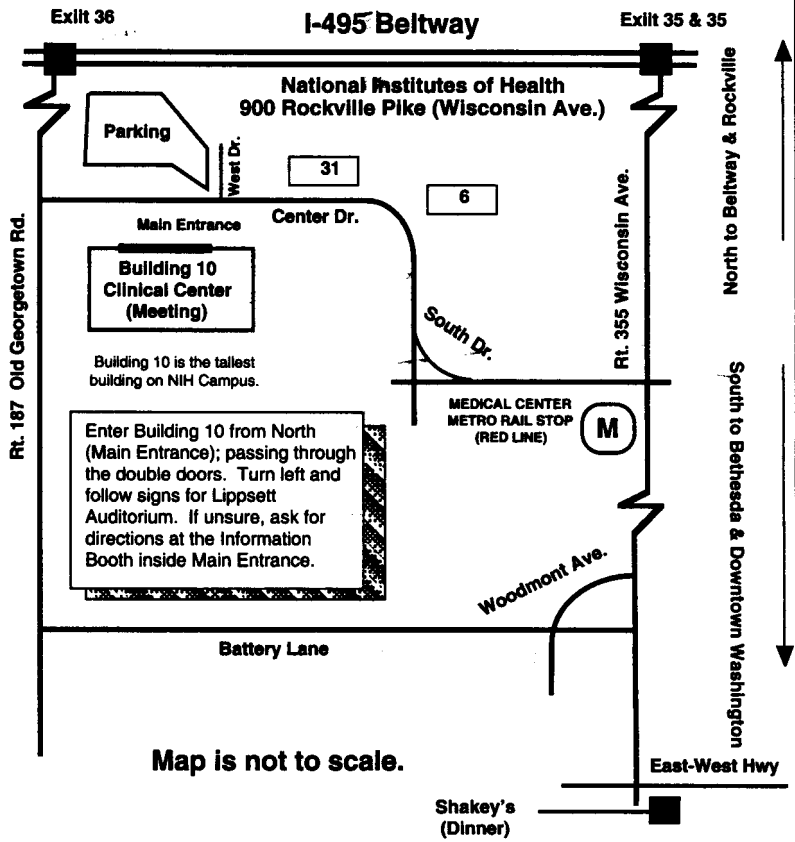 Exlit 36
I-495 Beltway
Exlit 35 & 35
National Institutes of Health
900 Rockville Pike (Wisconsin Ave.)
North to Beltway & Rockville
Parking
West Dr.
31
6
Main Entrance
Center Dr.
Rt. 355 Wisconsin Ave.
Rt. 187 Old Georgetown Rd.
Building 10
Clinical Center
(Meeting)
South Dr.
Building 10 is the tallest
building on NIH Campus.
MEDICAL CENTER
METRO RAIL STOP
(RED LINE)
M
South to Bethesda & Downtown Washington
Enter Building 10 from North
(Main Entrance); passing through
the double doors. Turn left and
follow signs for Lippsett
Auditorium. If unsure, ask for
directions at the Information
Booth inside Main Entrance.
Woodmont Ave.
Battery Lane
Map is not to scale.
East-West Hwy
Shakey's
(Dinner)